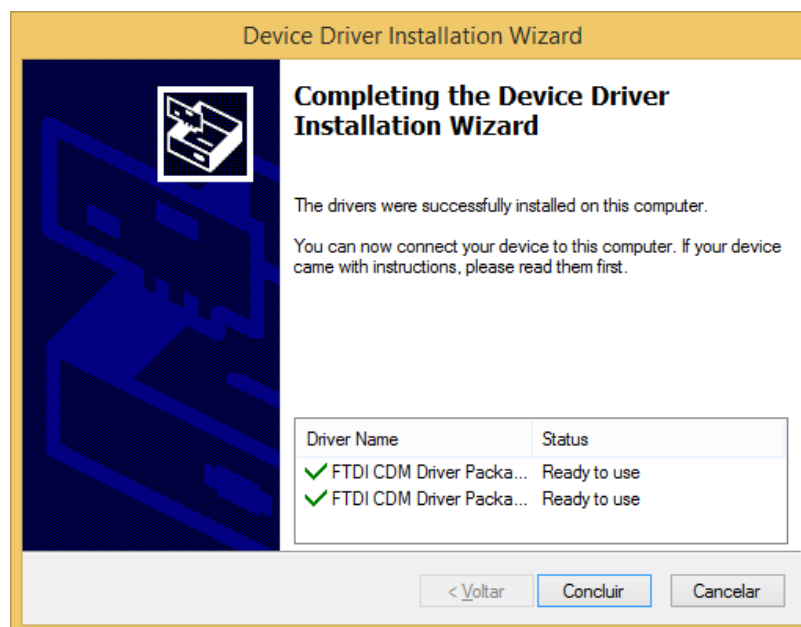 Device Driver Installation Wizard
Completing the Device Driver
Installation Wizard
The drivers were successfully installed on this computer.
You can now connect your device to this computer. If your device
came with instructions, please read them first.
Driver Name Status
FTDI CDM Driver Packa... Ready to use
FTDI CDM Driver Packa... Ready to use
< Voltar Concluir Cancelar